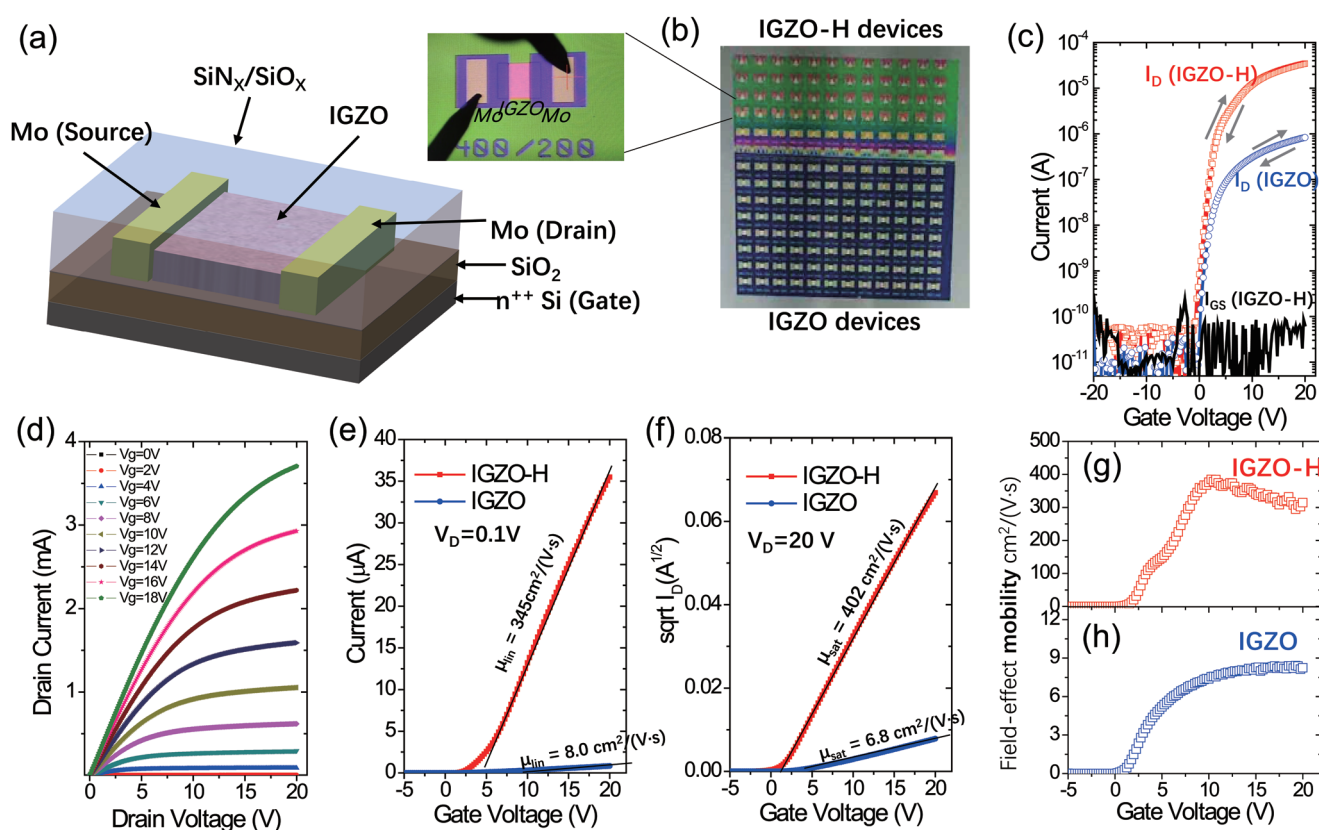 (a)
SiNX/SiOX
IGZO
Mo (Source)
Mo (Drain)
SiO2
n++ Si (Gate)
Mo IGZO Mo
400/200
(b)
IGZO-H devices
IGZO devices
(c)
10-4
10-5
10-6
10-7
10-8
10-9
10-10
10-11
Current (A)
ID (IGZO-H)
ID (IGZO)
IGS (IGZO-H)
-20 -10 0 10 20
Gate Voltage (V)
(d)
4
3
2
1
Drain Current (mA)
Vg=0V
Vg=2V
Vg=4V
Vg=6V
Vg=8V
Vg=10V
Vg=12V
Vg=14V
Vg=16V
Vg=18V
0 5 10 15 20
Drain Voltage (V)
(e)
40
35
30
25
20
15
10
5
0
Current (μA)
IGZO-H
IGZO
VD=0.1V
μlin = 345cm2/(V·s)
μlin = 8.0 cm2/(V·s)
-5 0 5 10 15 20
Gate Voltage (V)
(f)
0.08
0.06
0.04
0.02
0.00
sqrt ID(A1/2)
IGZO-H
IGZO
VD=20 V
μsat = 402 cm2/(V·s)
μsat = 6.8 cm2/(V·s)
-5 0 5 10 15 20
Gate Voltage (V)
Field-effect mobility cm2/(V·s)
(g)
IGZO-H
500
400
300
200
100
0
(h)
IGZO
12
9
6
3
0
-5 0 5 10 15 20
Gate Voltage (V)